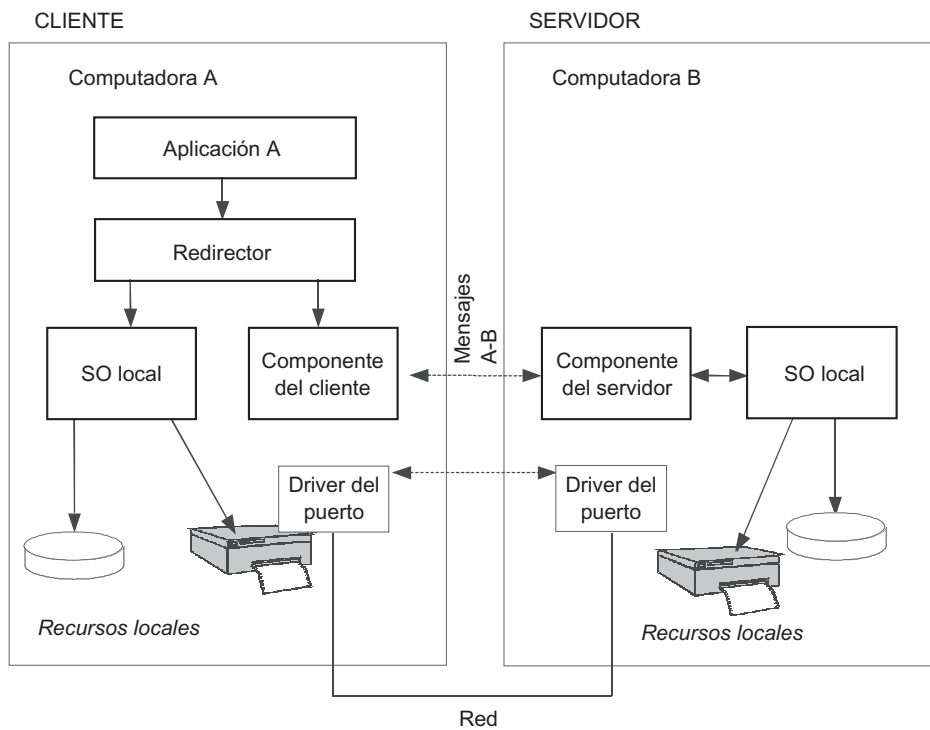 CLIENTE
SERVIDOR
Computadora A
Computadora B
Aplicación A
Redirector
SO local
Componente
del cliente
Mensajes
A-B
Componente
del servidor
SO local
Driver del
puerto
Driver del
puerto
Recursos locales
Recursos locales
Red